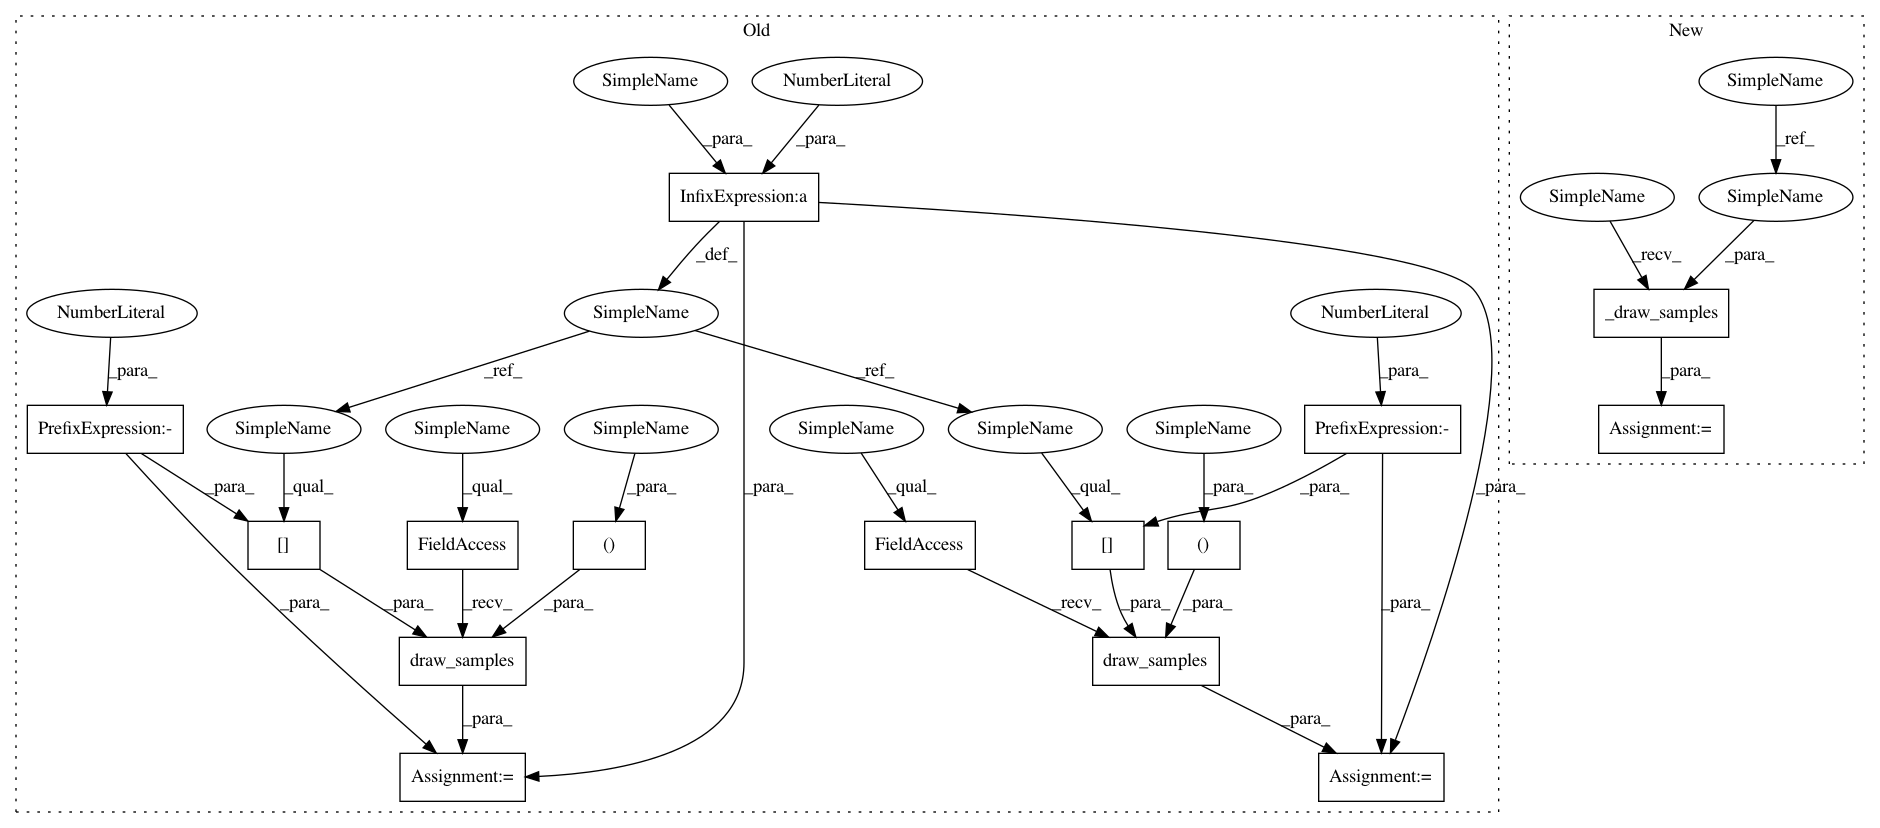 Old
New
SimpleName
NumberLiteral
SimpleName
_para_
_para_
_ref_
InfixExpression:a
SimpleName
SimpleName
_def_
_recv_
_para_
NumberLiteral
SimpleName
NumberLiteral
_draw_samples
_para_
_ref_
_ref_
_para_
_para_
PrefixExpression:-
SimpleName
SimpleName
SimpleName
SimpleName
SimpleName
SimpleName
PrefixExpression:-
Assignment:=
_para_
_qual_
_qual_
_para_
_para_
_qual_
_qual_
_para_
_para_
_para_
[]
FieldAccess
()
FieldAccess
[]
()
_para_
_para_
_recv_
_para_
_recv_
_para_
_para_
_para_
draw_samples
draw_samples
_para_
_para_
Assignment:=
Assignment:=